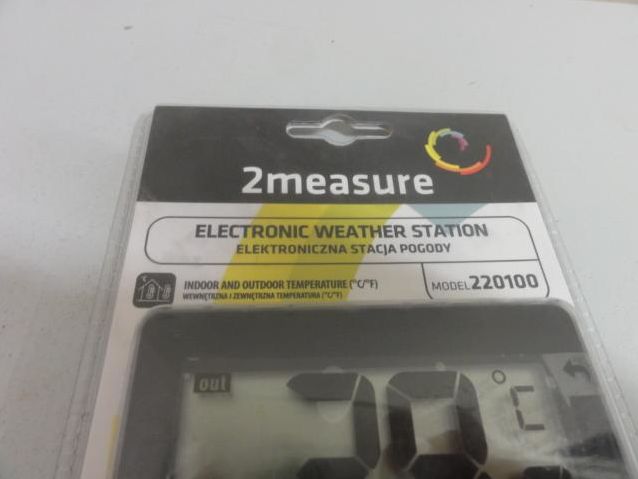 2measure
ELECTRONIC WEATHER STATION
ELEKTRONICZNA STACJA POGODY
INDOOR AND OUTDOOR TEMPERATURE (°C/°F)
WEWNĘTRZNA I ZEWNĘTRZNA TEMPERATURA (°C/°F)
MODEL 220100
out
°C